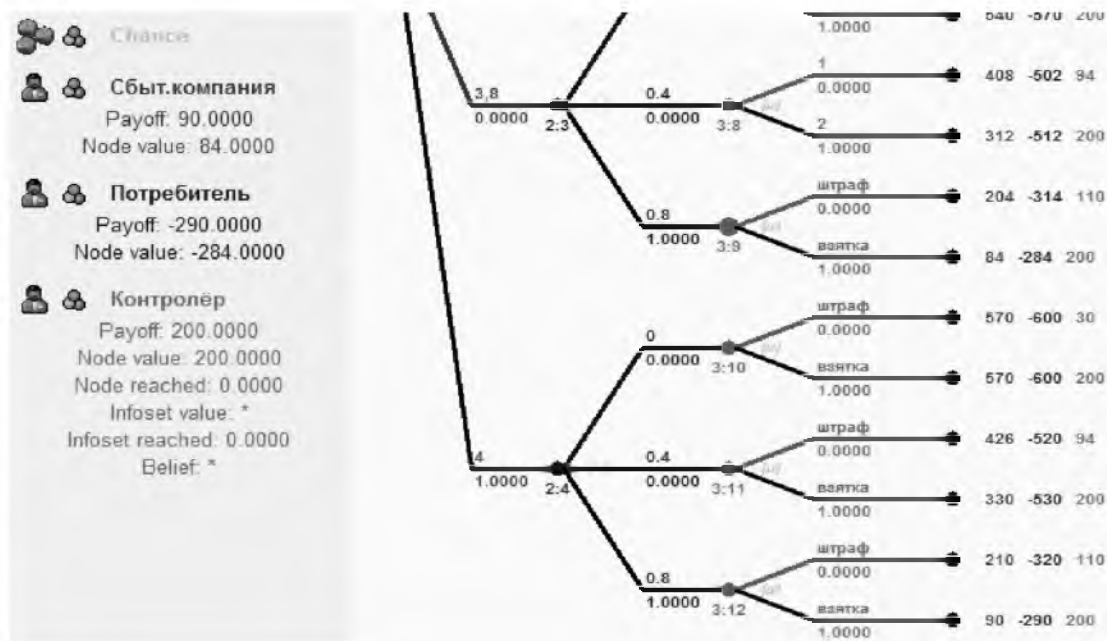 Chance
Сбыт.компания
Payoff: 90.0000
Node value: 84.0000
Потребитель
Payoff: -290.0000
Node value: -284.0000
Контролёр
Payoff: 200.0000
Node value: 200.0000
Node reached: 0.0000
Infoset value: *
Infoset reached: 0.0000
Belief: *
1.0000
540 -570 200
3,8
0.0000
2:3
0.4
0.0000
3:8
1
0.0000
408 -502 94
2
1.0000
312 -512 200
0.8
1.0000
3:9
штраф
0.0000
204 -314 110
взятка
1.0000
84 -284 200
4
1.0000
2:4
0
0.0000
3:10
штраф
0.0000
570 -600 30
взятка
1.0000
570 -600 200
0.4
0.0000
3:11
штраф
0.0000
426 -520 94
взятка
1.0000
330 -530 200
0.8
1.0000
3:12
штраф
0.0000
210 -320 110
взятка
1.0000
90 -290 200